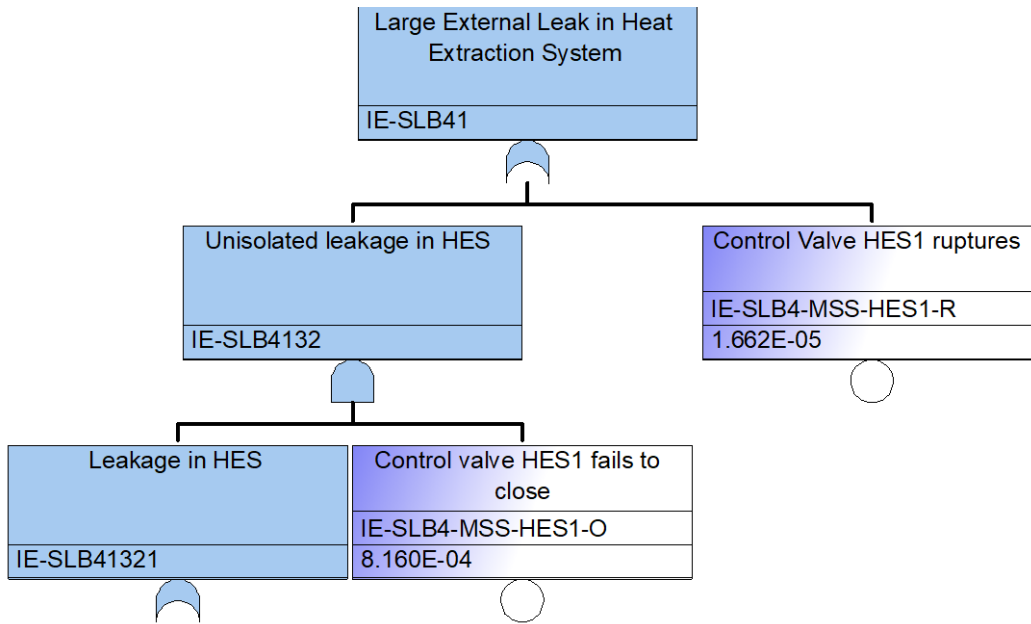 Large External Leak in Heat
Extraction System
IE-SLB41
Unisolated leakage in HES
IE-SLB4132
Control Valve HES1 ruptures
IE-SLB4-MSS-HES1-R
1.662E-05
Leakage in HES
IE-SLB41321
Control valve HES1 fails to
close
IE-SLB4-MSS-HES1-O
8.160E-04